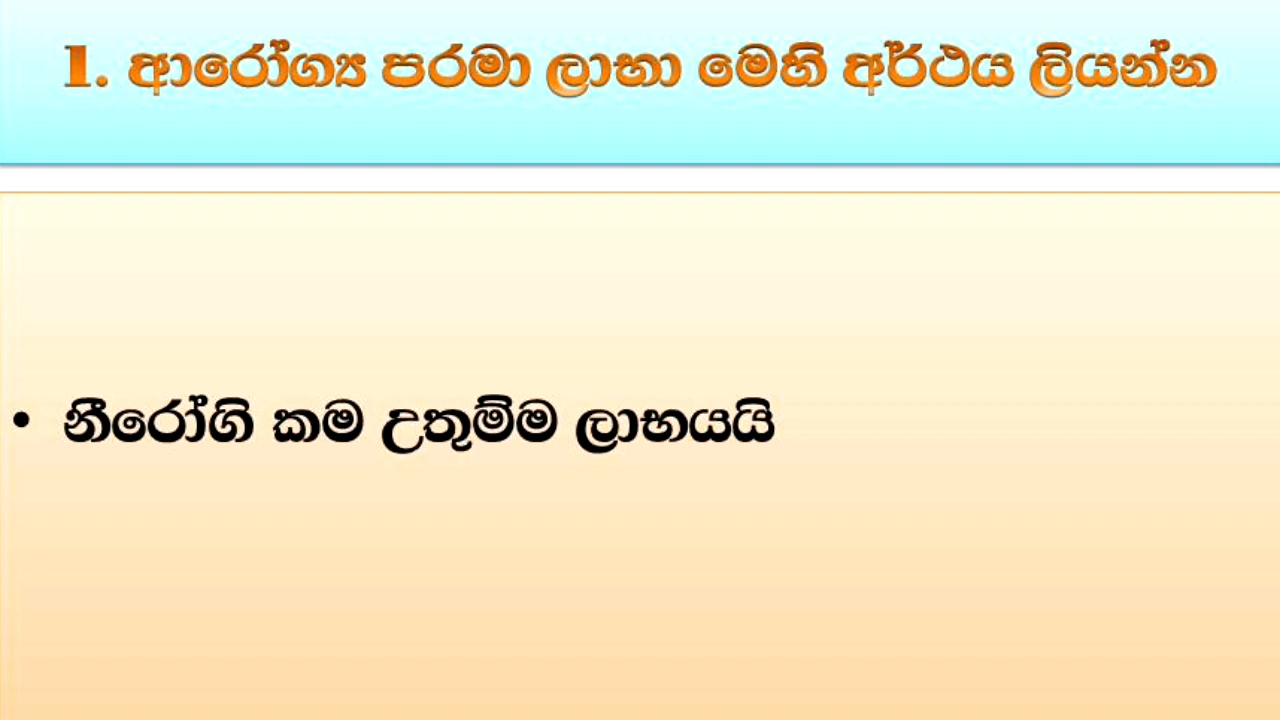 1. ආරෝග්‍ය පරමා ලාභා මෙහි අර්ථය ලියන්න
• නීරෝගි කම උතුම්ම ලාභයයි